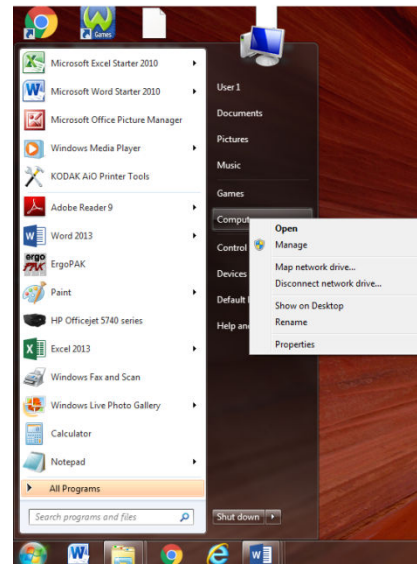 Games
Microsoft Excel Starter 2010
Microsoft Word Starter 2010
Microsoft Office Picture Manager
Windows Media Player
KODAK AiO Printer Tools
Adobe Reader 9
Word 2013
ergo
ErgoPAK
Paint
HP Officejet 5740 series
Excel 2013
Windows Fax and Scan
Windows Live Photo Gallery
Calculator
Notepad
All Programs
Search programs and files
User 1
Documents
Pictures
Music
Games
Control
Devices
Default
Help and
Shut down
Open
Manage
Map network drive...
Disconnect network drive...
Show on Desktop
Rename
Properties